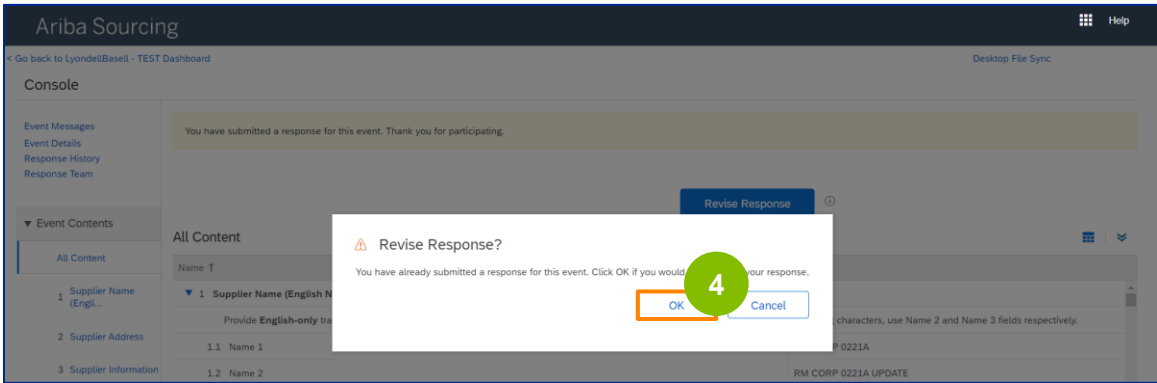 Ariba Sourcing
Help
< Go back to LyondellBasell - TEST Dashboard
Desktop File Sync
Console
Event Messages
Event Details
Response History
Response Team
You have submitted a response for this event. Thank you for participating.
Revise Response
▼ Event Contents
All Content
1 Supplier Name (Engli...
2 Supplier Address
3 Supplier Information
All Content
Name ↑
▼ 1 Supplier Name (English N
Provide English-only tra
characters, use Name 2 and Name 3 fields respectively.
1.1 Name 1
P 0221A
1.2 Name 2
RM CORP 0221A UPDATE
Revise Response?
You have already submitted a response for this event. Click OK if you would your response.
4
OK
Cancel